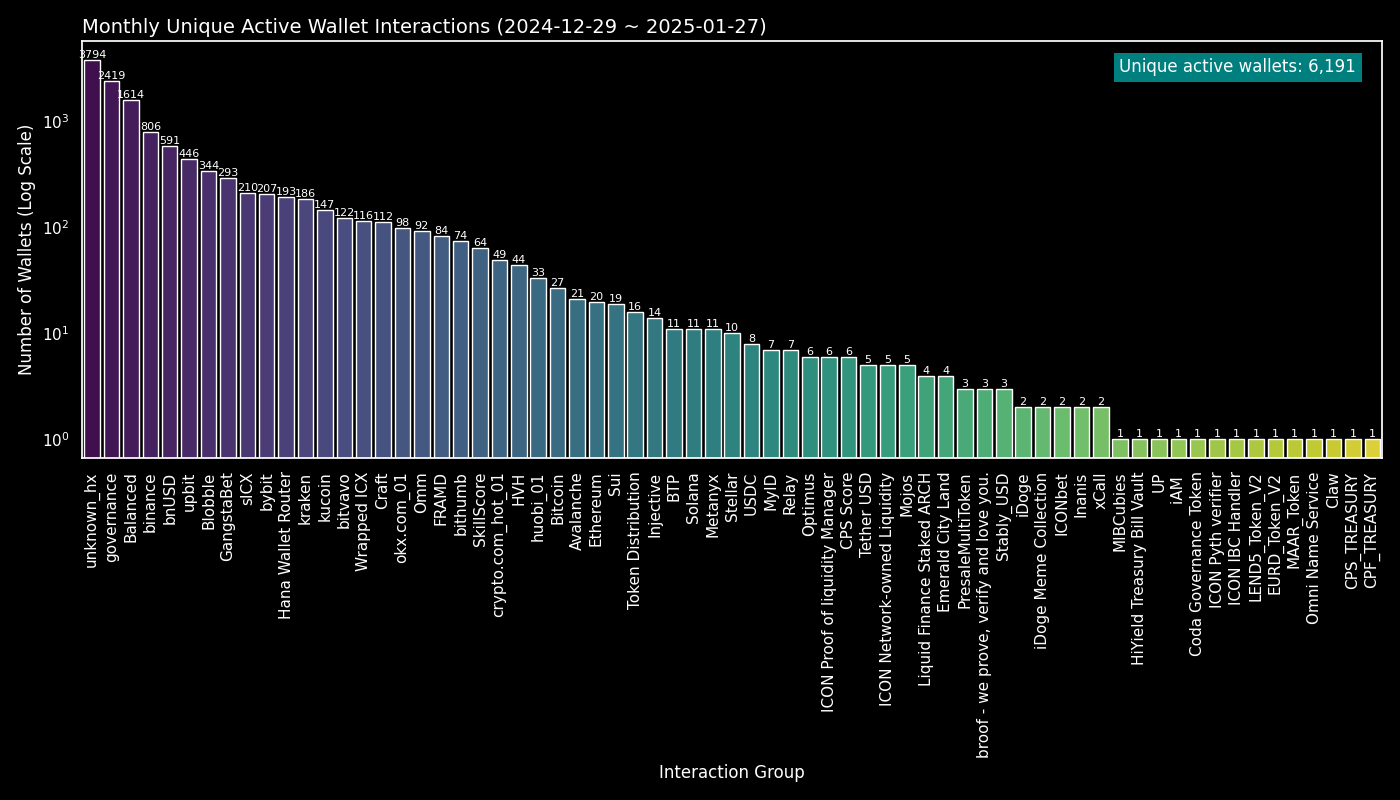 Monthly Unique Active Wallet Interactions (2024-12-29 ~ 2025-01-27)
Unique active wallets: 6,191
Number of Wallets (Log Scale)
10³
10²
10¹
10⁰
3794
2419
1614
806
591
446
344
293
210
207
193
186
147
122
116
112
98
92
84
74
64
49
44
33
27
21
20
19
16
14
11
11
11
10
8
7
7
6
6
6
5
5
5
4
4
3
3
3
2
2
2
2
2
1
1
1
1
1
1
1
1
1
1
1
1
1
1
unknown_hx
governance
Balanced
binance
bnUSD
upbit
Blobble
GangstaBet
sICX
bybit
Hana Wallet Router
kraken
kucoin
bitvavo
Wrapped ICX
Craft
okx.com_01
Omm
FRAMD
bithumb
SkillScore
crypto.com_hot_01
HVH
huobi_01
Bitcoin
Avalanche
Ethereum
Sui
Token Distribution
Injective
BTP
Solana
Metanyx
Stellar
USDC
MyID
Relay
Optimus
ICON Proof of liquidity Manager
CPS Score
Tether USD
ICON Network-owned Liquidity
Mojos
Liquid Finance Staked ARCH
Emerald City Land
PresaleMultiToken
broof - we prove, verify and love you.
Stably_USD
iDoge
iDoge Meme Collection
ICONbet
Inanis
xCall
MIBCubies
HiYield Treasury Bill Vault
UP
iAM
Coda Governance Token
ICON Pyth verifier
ICON IBC Handler
LEND5_Token_V2
EURD_Token_V2
MAAR_Token
Omni Name Service
Claw
CPS_TREASURY
CPF_TREASURY
Interaction Group